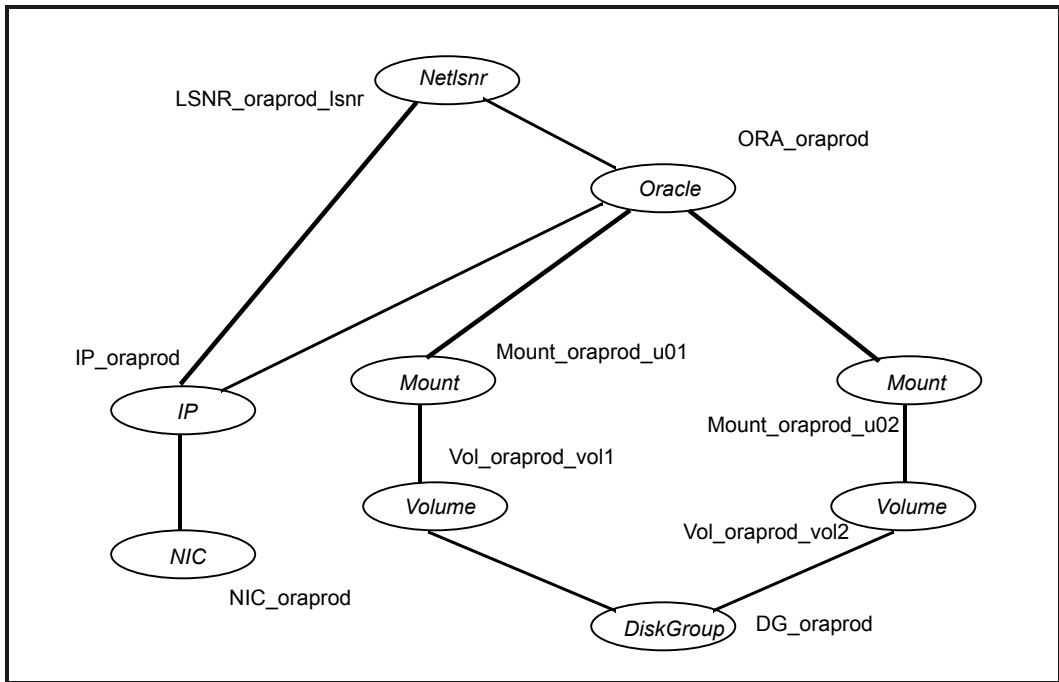 Netlsnr
LSNR_oraprod_lsnr
ORA_oraprod
Oracle
IP_oraprod
Mount_oraprod_u01
Mount
Mount
IP
Mount_oraprod_u02
Vol_oraprod_vol1
Volume
Volume
Vol_oraprod_vol2
NIC
NIC_oraprod
DiskGroup
DG_oraprod